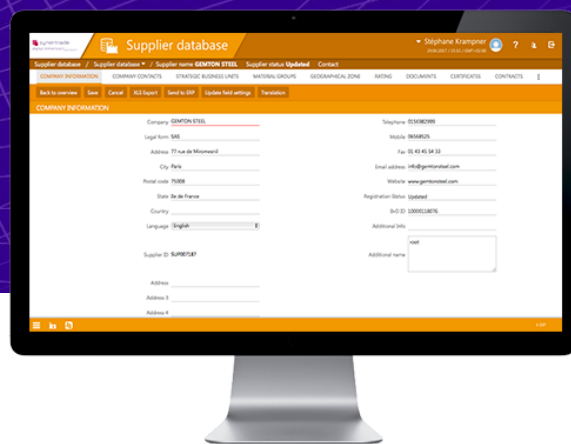 synertrade
Supplier database
Stéphane Krampner
?
Supplier database / Supplier database / Supplier name GEMTON STEEL Supplier status Updated Contact
COMPANY INFORMATION COMPANY CONTACTS STRATEGIC BUSINESS UNITS MATERIAL GROUPS GEOGRAPHICAL ZONE RATING DOCUMENTS CERTIFICATES CONTRACTS
Back to overview Save Cancel XLS Export Send to ERP Update field settings Translation
COMPANY INFORMATION
Company GEMTON STEEL
Telephone 0156982999
Legal form SAS
Mobile 06568525
Address 77 rue de Miromesnil
Fax 01 40 45 54 33
City Paris
Email address info@gemtonsteel.com
Postal code 75008
Website www.gemtonsteel.com
State Ile de France
Registration Status Updated
Country
DnD ID 10000118076
Language English
Additional Info
Supplier ID SUP007187
Additional name root
Address
Address 3
Address 4